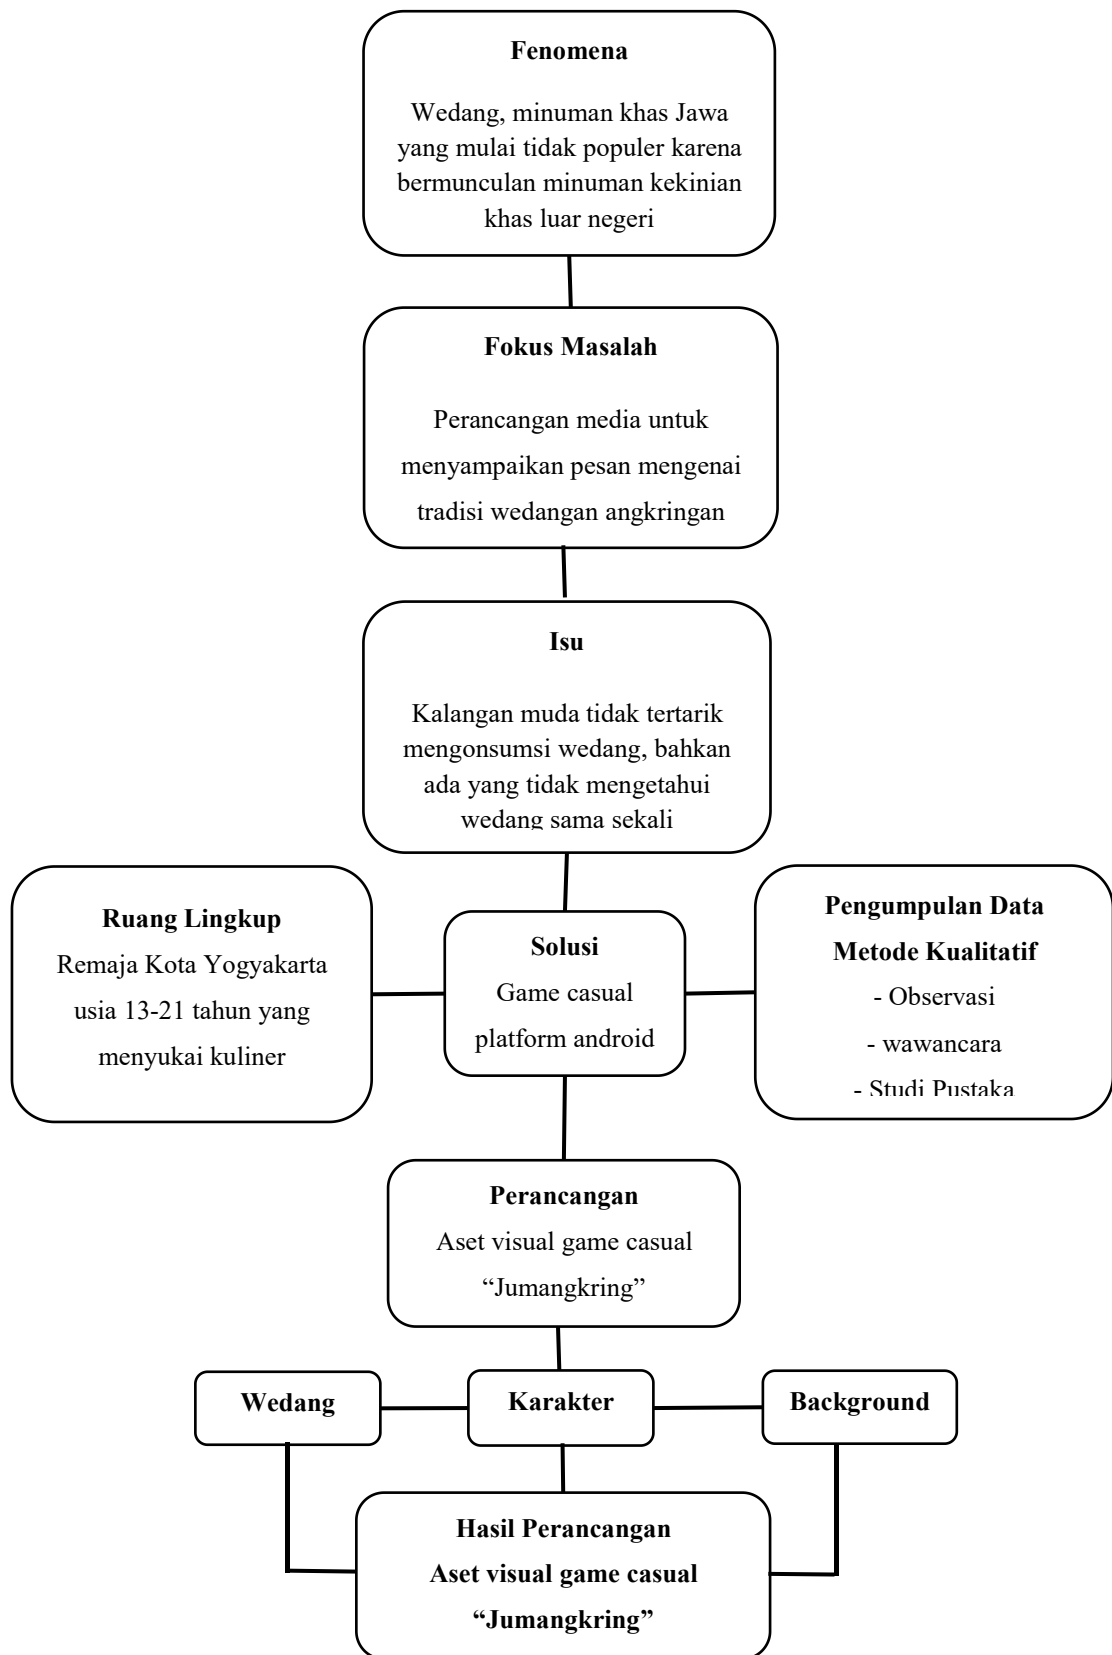 Fenomena
Wedang, minuman khas Jawa
yang mulai tidak populer karena
bermunculan minuman kekinian
khas luar negeri
Fokus Masalah
Perancangan media untuk
menyampaikan pesan mengenai
tradisi wedangan angkringan
Isu
Kalangan muda tidak tertarik
mengonsumsi wedang, bahkan
ada yang tidak mengetahui
wedang sama sekali
Ruang Lingkup
Remaja Kota Yogyakarta
usia 13-21 tahun yang
menyukai kuliner
Solusi
Game casual
platform android
Pengumpulan Data
Metode Kualitatif
- Observasi
- wawancara
- Studi Pustaka
Perancangan
Aset visual game casual
“Jumangkring”
Wedang
Karakter
Background
Hasil Perancangan
Aset visual game casual
“Jumangkring”